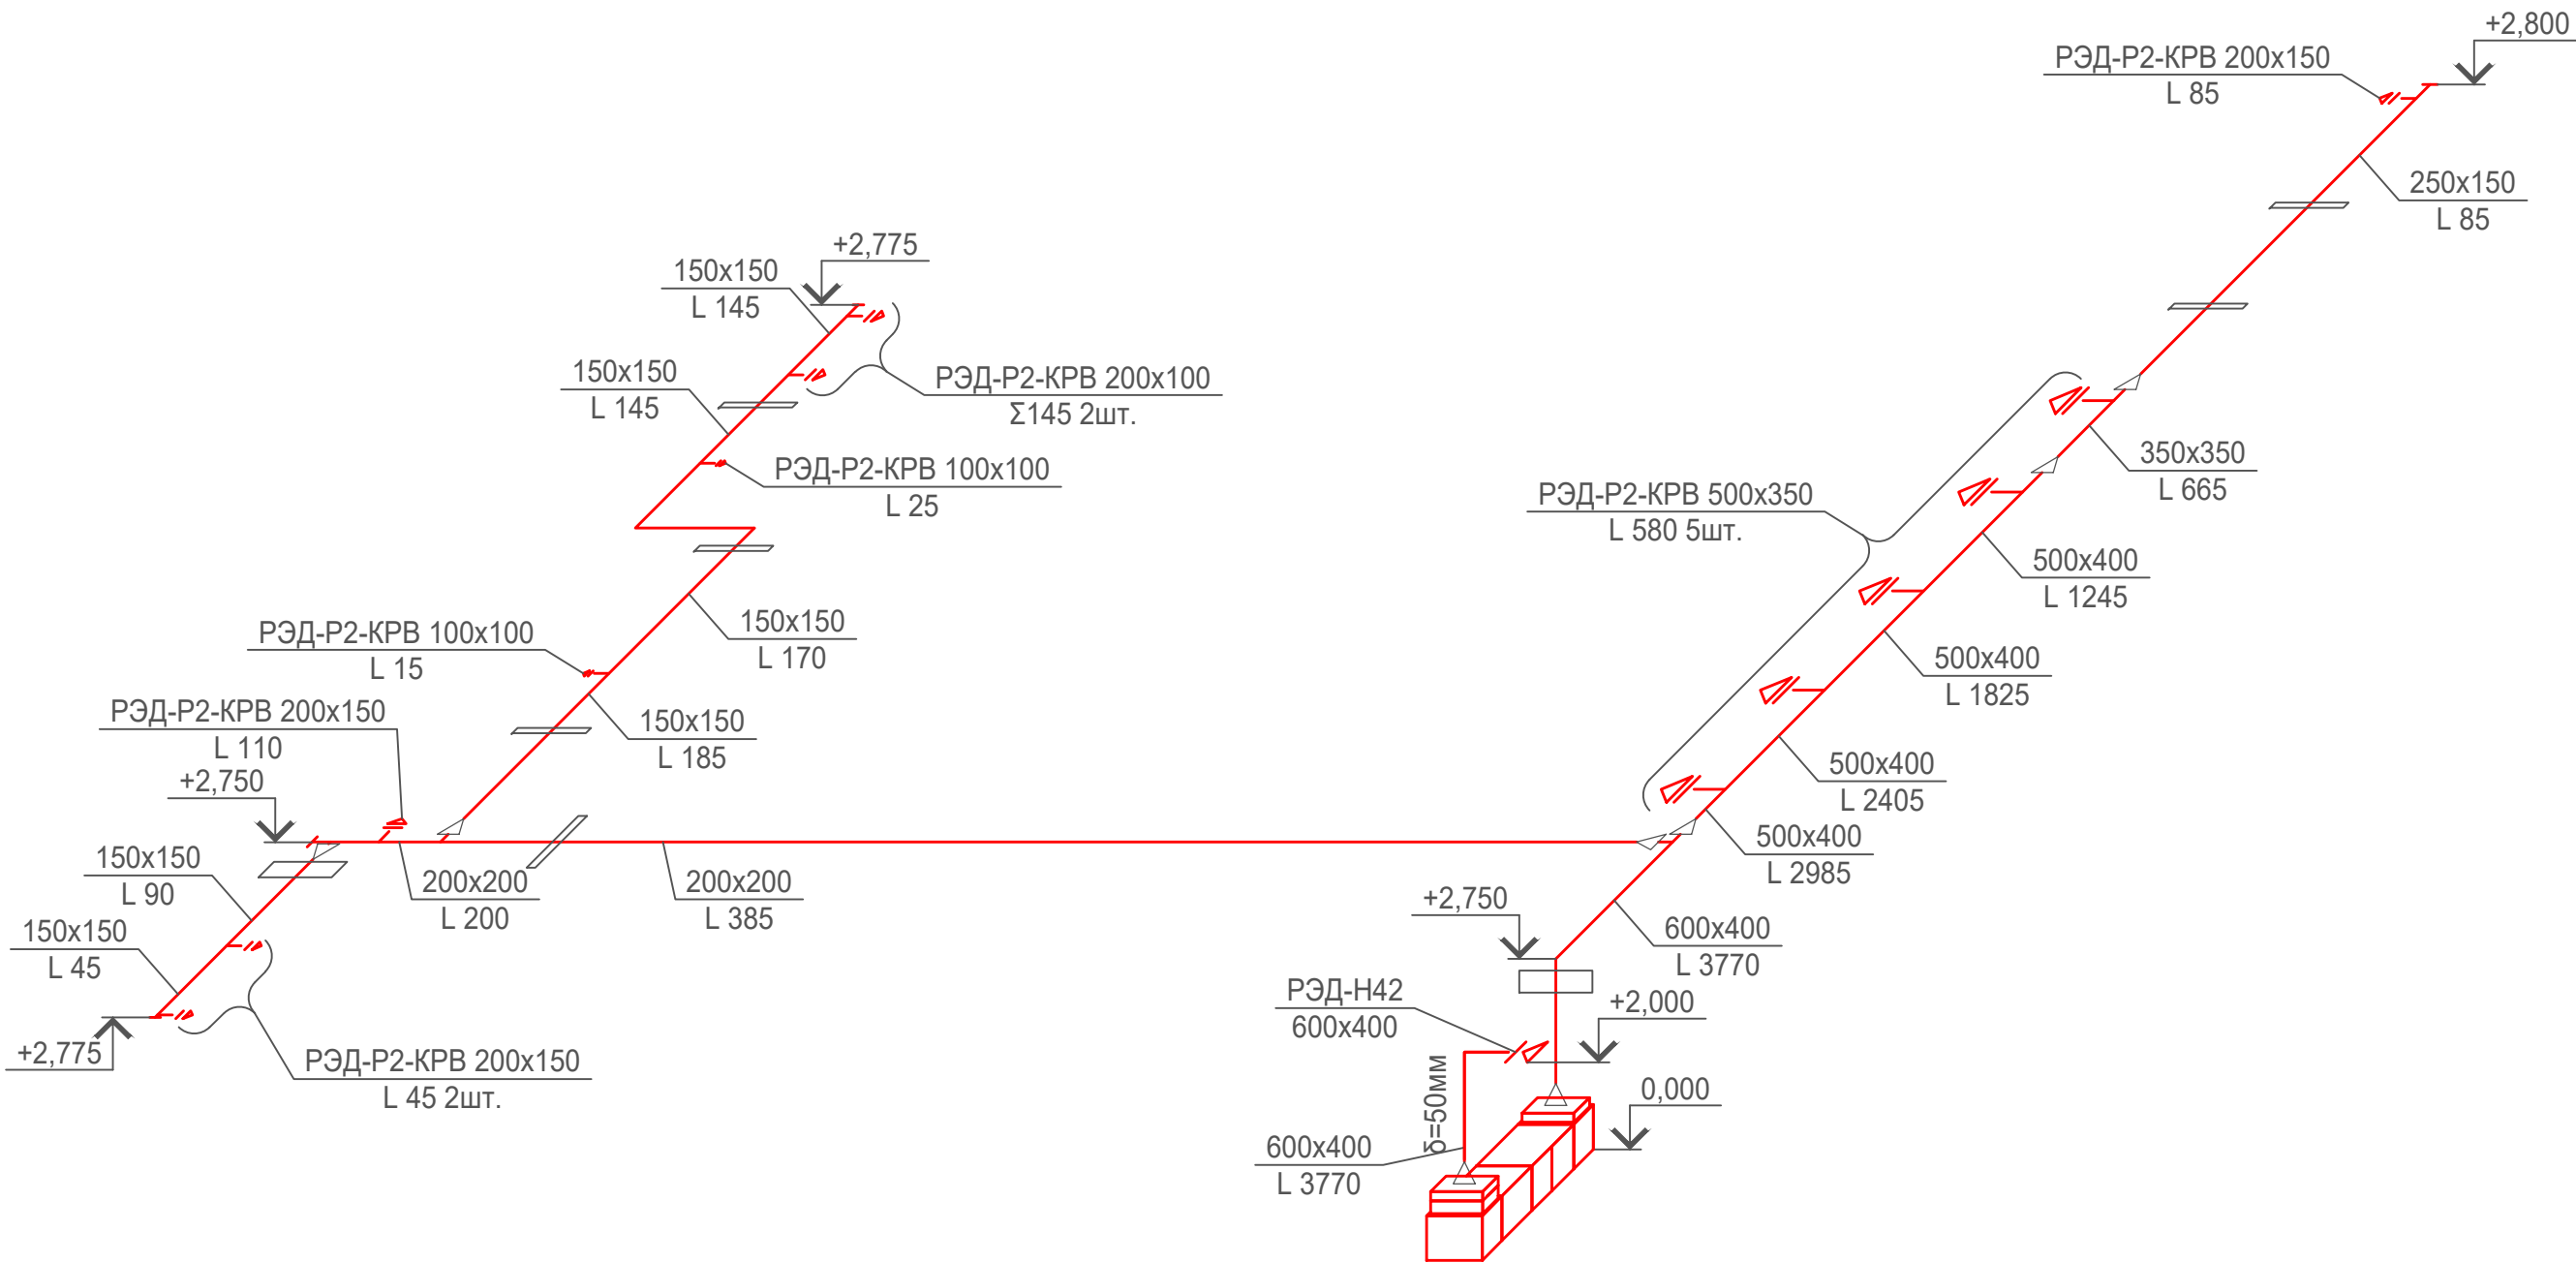 +2,800
РЭД-Р2-КРВ 200x150
L 85
250x150
L 85
+2,775
150x150
L 145
150x150
L 145
РЭД-Р2-КРВ 200x100
Σ145 2шт.
РЭД-Р2-КРВ 100x100
L 25
350x350
L 665
РЭД-Р2-КРВ 500x350
L 580 5шт.
500x400
L 1245
150x150
L 170
РЭД-Р2-КРВ 100x100
L 15
500x400
L 1825
РЭД-Р2-КРВ 200x150
L 110
150x150
L 185
500x400
L 2405
+2,750
500x400
L 2985
150x150
L 90
200x200
L 200
200x200
L 385
+2,750
600x400
L 3770
150x150
L 45
РЭД-Н42
600x400
+2,000
+2,775
РЭД-Р2-КРВ 200x150
L 45 2шт.
δ=50мм
0,000
600x400
L 3770